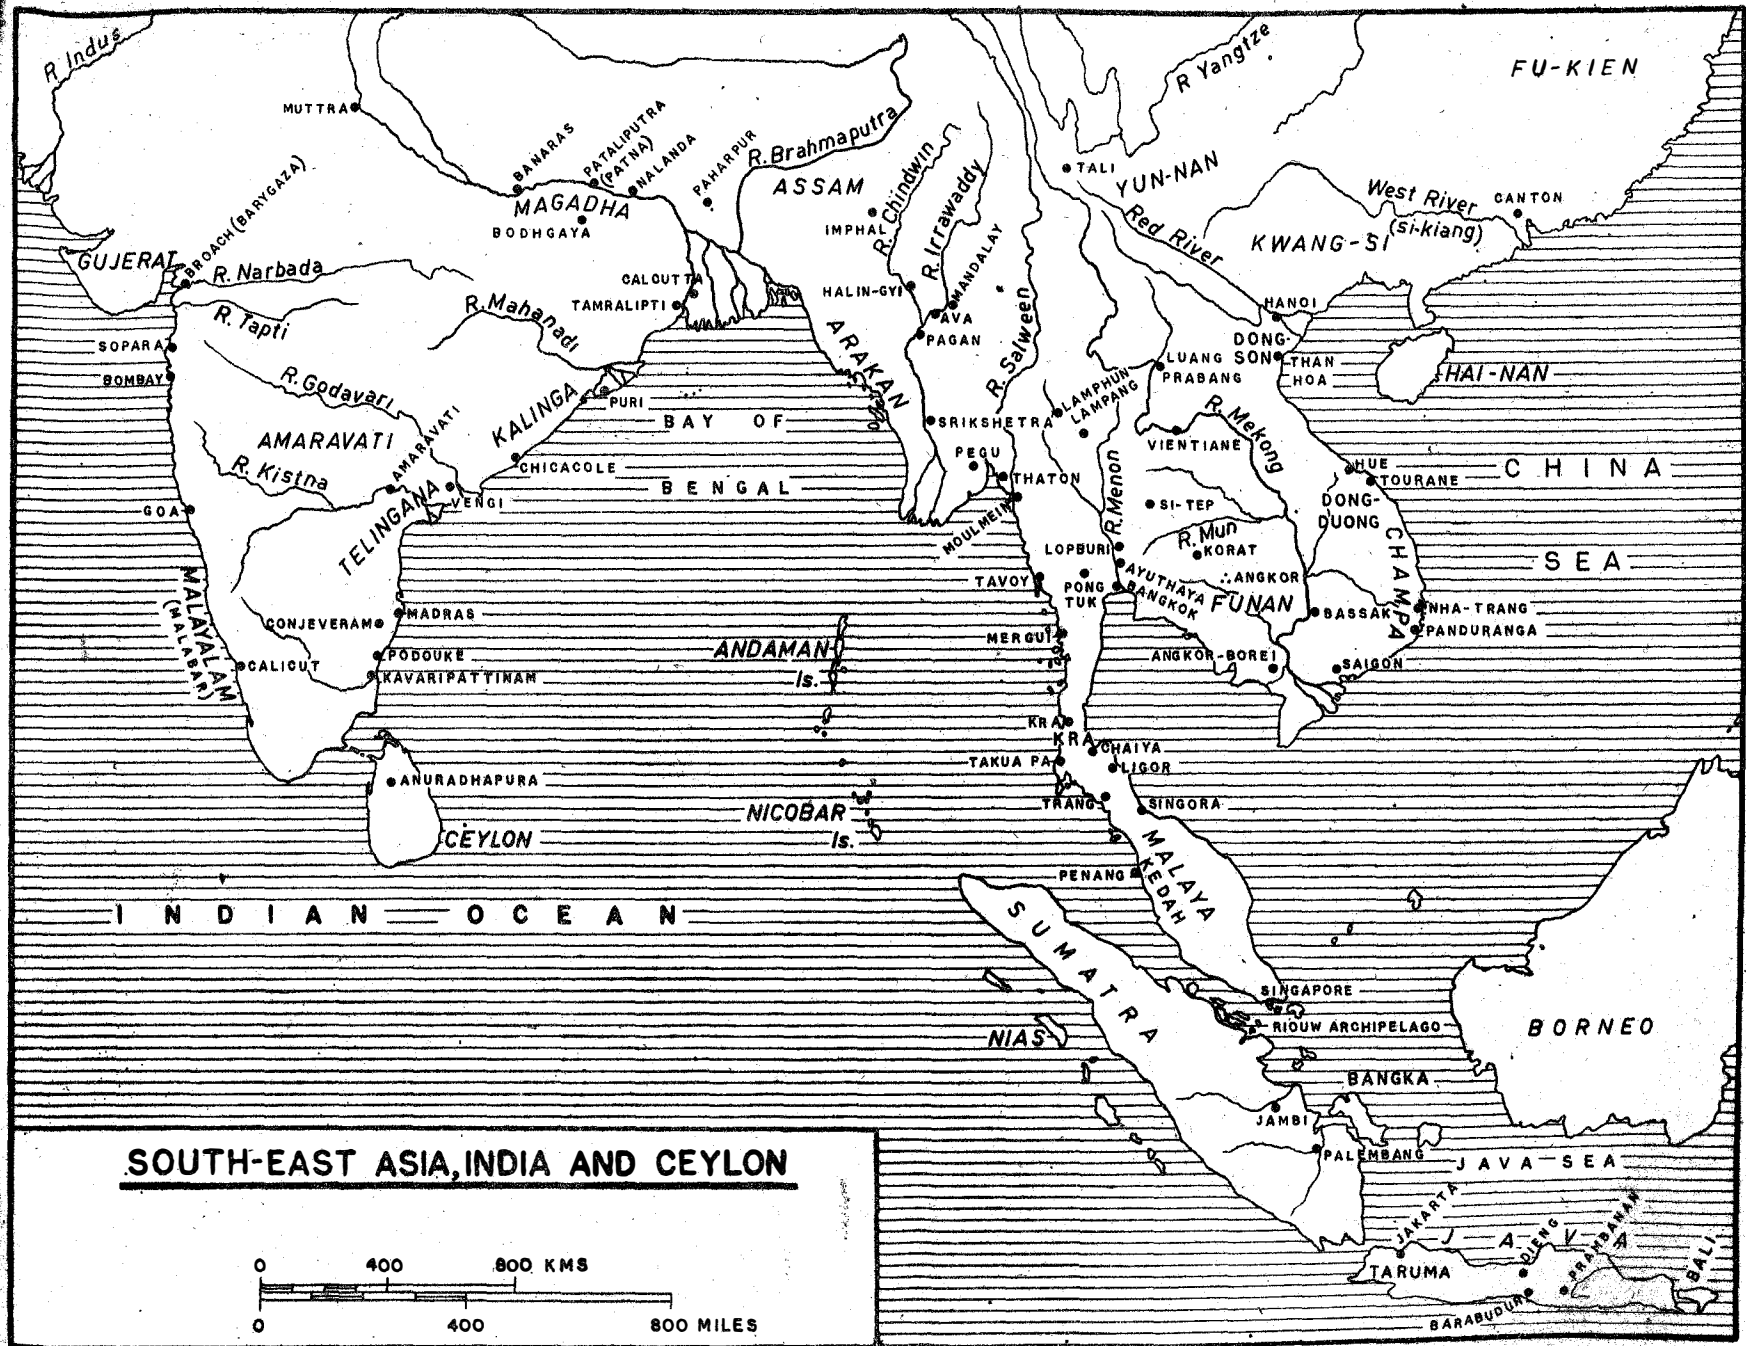 R Indus
R Yangtze
FU-KIEN
MUTTRA
BANARAS
PATALIPUTRA
(PATNA)
NALANDA
PAHARPUR
R. Brahmaputra
ASSAM
R. Chindwin
R. Irrawaddy
TALI
YUN-NAN
West River
(si-kiang)
CANTON
MAGADHA
BODHGAYA
IMPHAL
Red River
KWANG-SI
GUJERAT
BROACH (BARYGAZA)
R. Narbada
CALCUTTA
TAMRALIPTI
HALIN-GYI
MANDALAY
AVA
PAGAN
HANOI
R. Tapti
R. Mahanadi
ARAKAN
R. Salween
DONG-
SON
THAN
HOA
SOPARA
BOMBAY
R. Godavari
LUANG
PRABANG
HAI-NAN
LAMPHUN
LAMPANG
KALINGA
PURI
BAY OF
BENGAL
SRIKSHETRA
R. Mekong
AMARAVATI
AMARAVATI
VIENTIANE
CHICACOLE
PEGU
HUE
TOURANE
CHINA
SEA
R. Kistna
VENGI
THATON
R. Menon
SI-TEP
DONG-
DUONG
GOA
TELINGANA
MOULMEIN
R. Mun
KORAT
CHAMPA
LOPBURI
AYUTHAYA
BANGKOK
ANGKOR
TAVOY
PONG
TUK
FUNAN
BASSAK
NHA-TRANG
PANDURANGA
MALAYALAM
(MALABAR)
CONJEVERAM
MADRAS
PODOUKE
KAVARIPATTINAM
CALICUT
ANDAMAN
Is.
MERGUI
ANGKOR-BOREI
SAIGON
KRA
KRA
CHAIYA
TAKUA PA
LIGOR
TRANG
SINGORA
ANURADHAPURA
CEYLON
NICOBAR
Is.
MALAYA
KEDAH
PENANG
INDIAN OCEAN
SUMATRA
SINGAPORE
RIOUW ARCHIPELAGO
BORNEO
NIAS
BANGKA
JAMBI
PALEMBANG
JAVA SEA
JAKARTA
JAVA
DIENG
PRAMBANAN
BALI
TARUMA
BARABUDUR
SOUTH-EAST ASIA, INDIA AND CEYLON
0 400 800 KMS
0 400 800 MILES